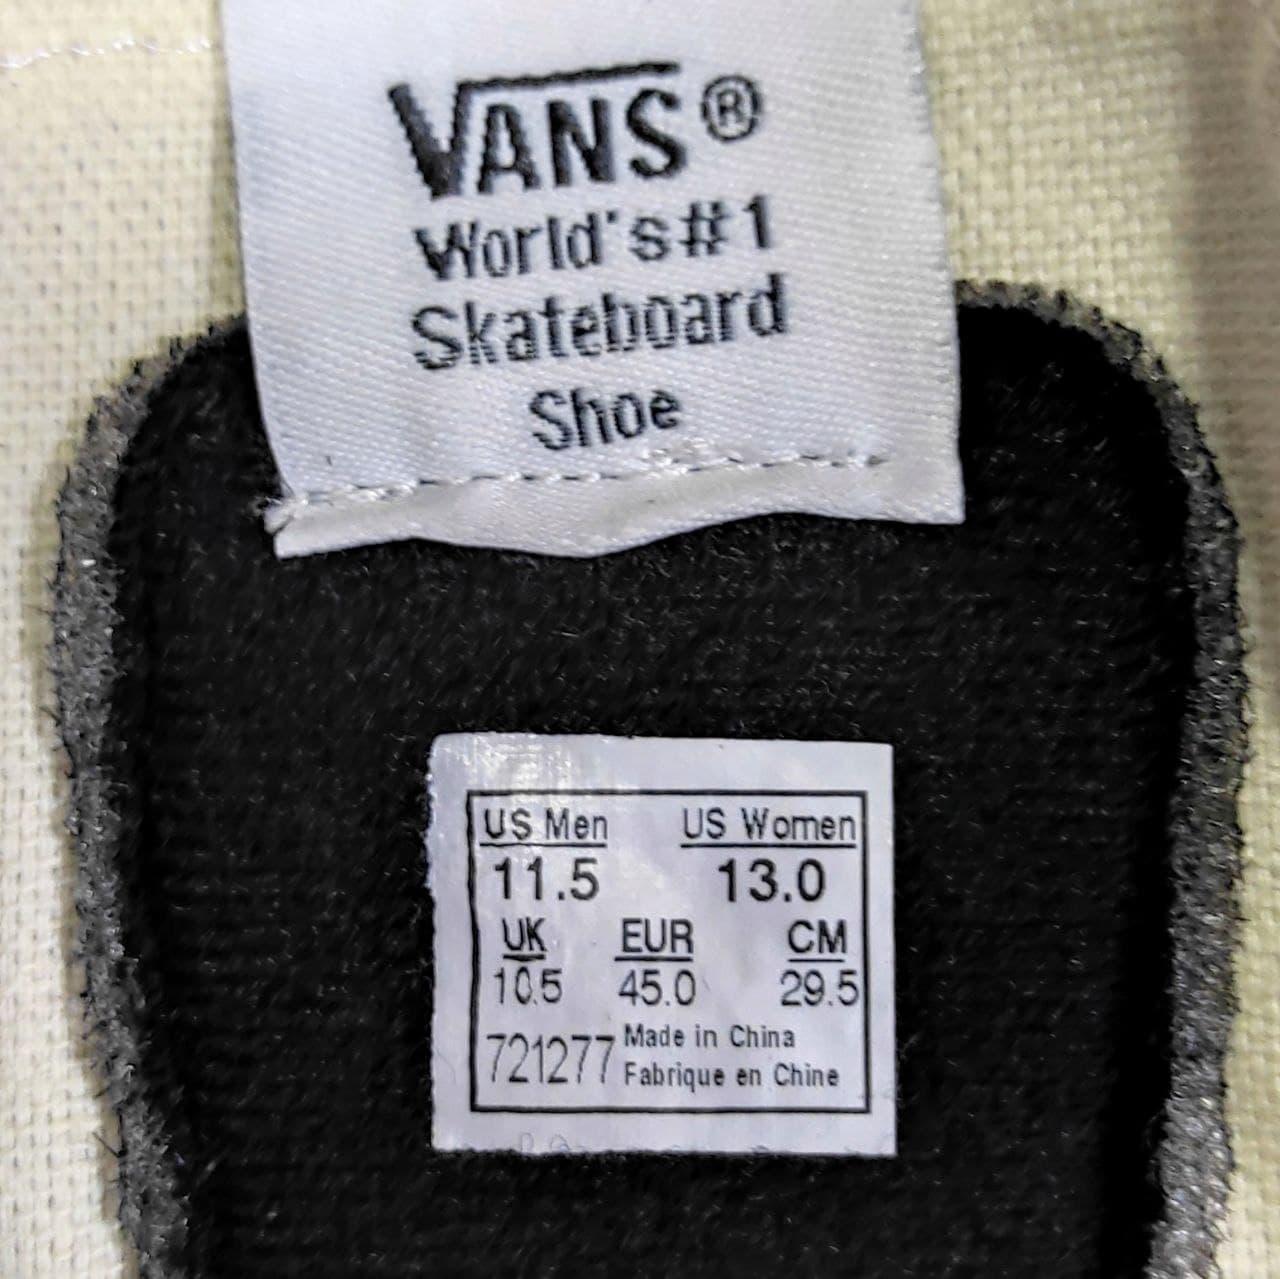 VANS®
World's #1
Skateboard
Shoe
US Men US Women
11.5 13.0
UK EUR CM
10.5 45.0 29.5
721277 Made in China
Fabrique en Chine